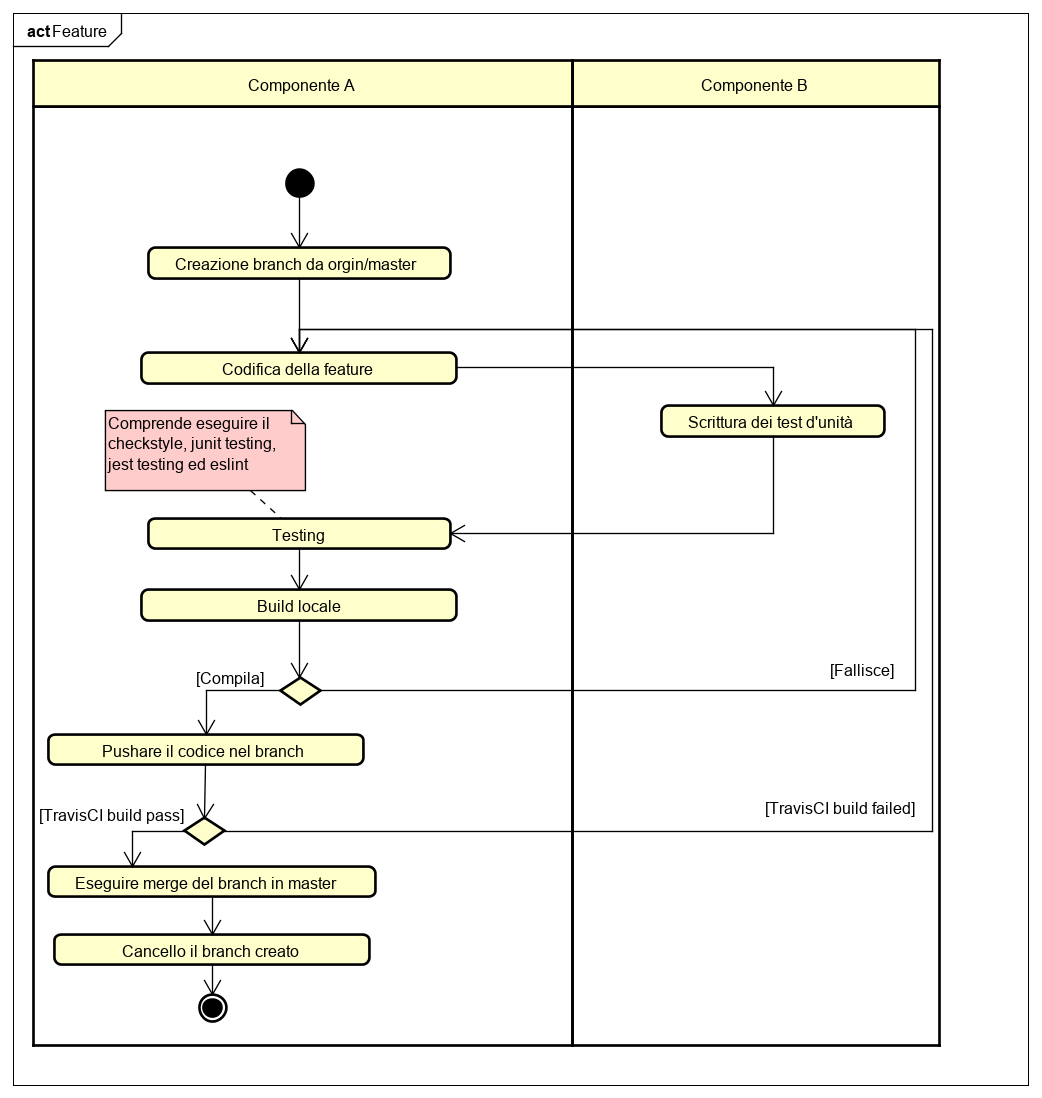 act Feature
Componente A
Componente B
Creazione branch da orgin/master
Codifica della feature
Scrittura dei test d'unità
Comprende eseguire il
checkstyle, junit testing,
jest testing ed eslint
Testing
Build locale
[Compila]
[Fallisce]
Pushare il codice nel branch
[TravisCI build pass]
[TravisCI build failed]
Eseguire merge del branch in master
Cancello il branch creato